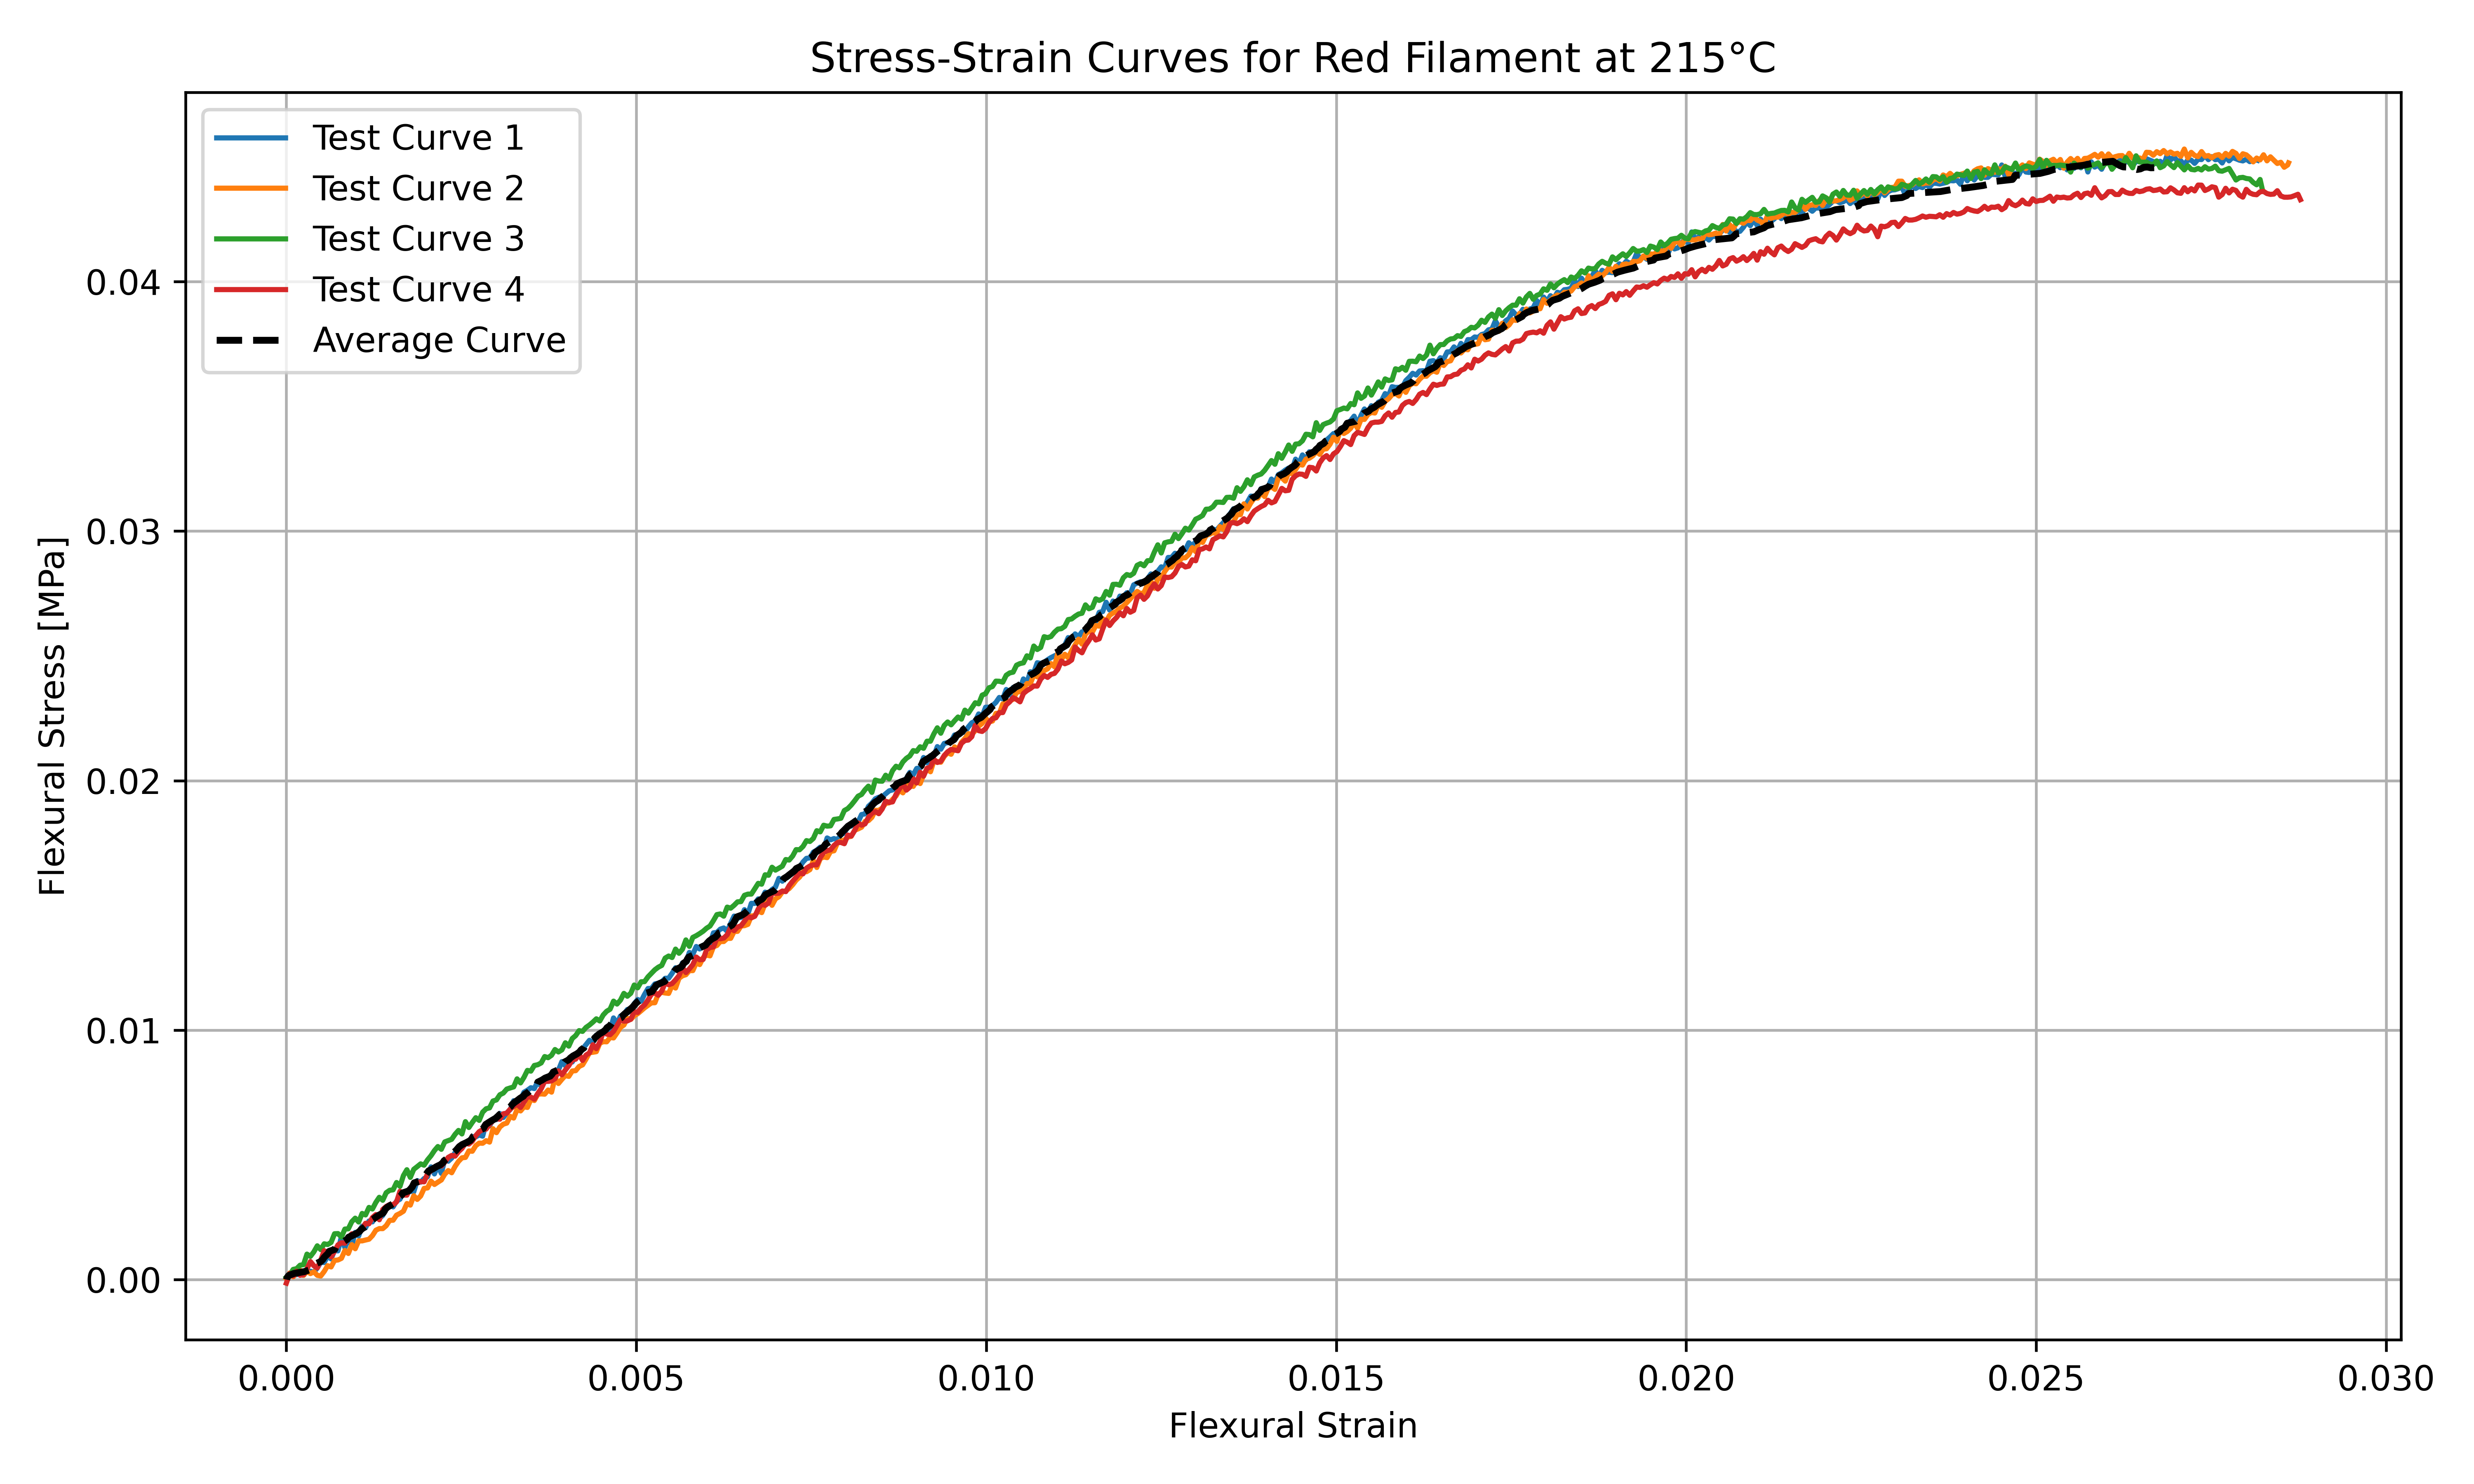 Stress-Strain Curves for Red Filament at 215°C
Test Curve 1
Test Curve 2
Test Curve 3
Test Curve 4
Average Curve
Flexural Stress [MPa]
0.04
0.03
0.02
0.01
0.00
0.000
0.005
0.010
0.015
0.020
0.025
0.030
Flexural Strain